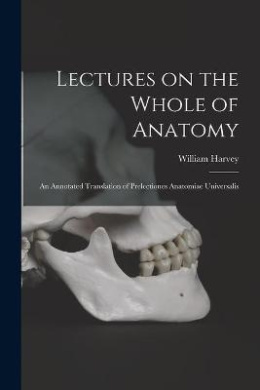 Lectures on the
Whole of
Anatomy
William Harvey
An Annotated Translation of Prelectiones Anatomiae Universalis